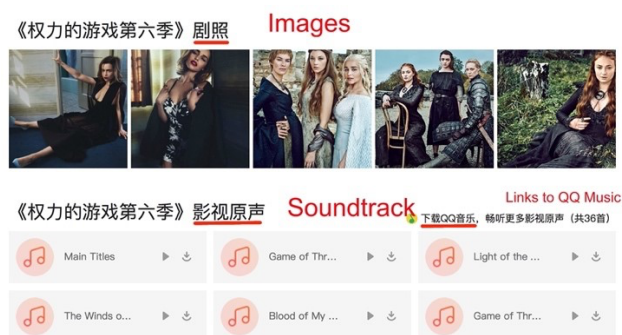 《权力的游戏第六季》剧照 Images
Links to QQ Music
《权力的游戏第六季》影视原声 Soundtrack 下载QQ音乐，畅听更多影视原声（共36首）
Main Titles Game of Thr... Light of the ...
The Winds o... Blood of My ... Game of Thr...